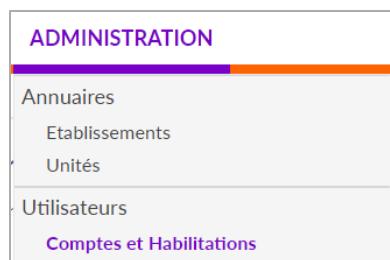 ADMINISTRATION
Annuaires
Etablissements
Unités
Utilisateurs
Comptes et Habilitations